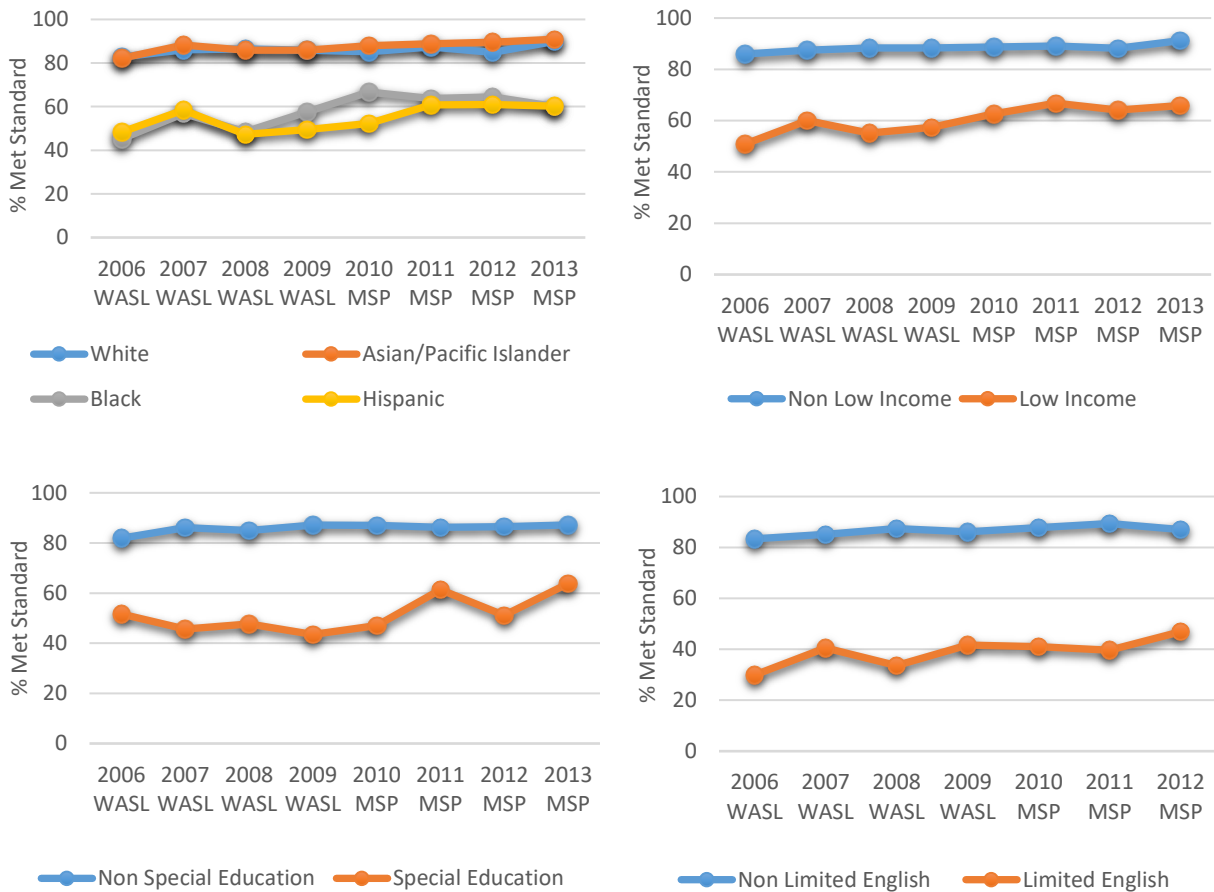 100
80
60
40
20
0
% Met Standard
2006 2007 2008 2009 2010 2011 2012 2013
WASL WASL WASL WASL MSP MSP MSP MSP
White Asian/Pacific Islander
Black Hispanic
100
80
60
40
20
0
% Met Standard
2006 2007 2008 2009 2010 2011 2012 2013
WASL WASL WASL WASL MSP MSP MSP MSP
Non Low Income Low Income
100
80
60
40
20
0
% Met Standard
2006 2007 2008 2009 2010 2011 2012 2013
WASL WASL WASL WASL MSP MSP MSP MSP
Non Special Education Special Education
100
80
60
40
20
0
% Met Standard
2006 2007 2008 2009 2010 2011 2012
WASL WASL WASL WASL MSP MSP MSP
Non Limited English Limited English